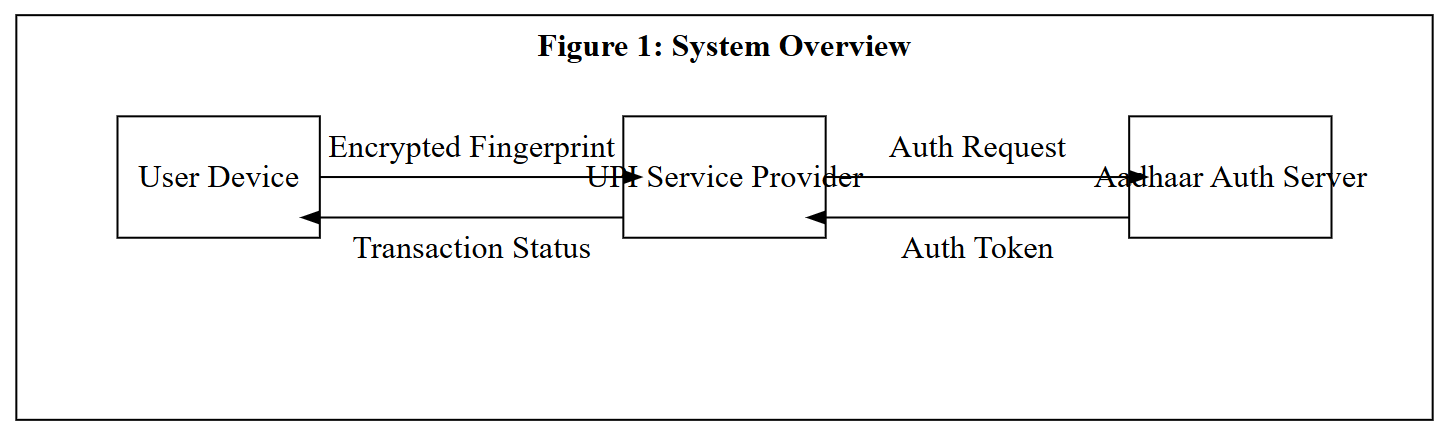 Figure 1: System Overview
Encrypted Fingerprint
Auth Request
User Device
UPI Service Provider
Aadhaar Auth Server
Transaction Status
Auth Token